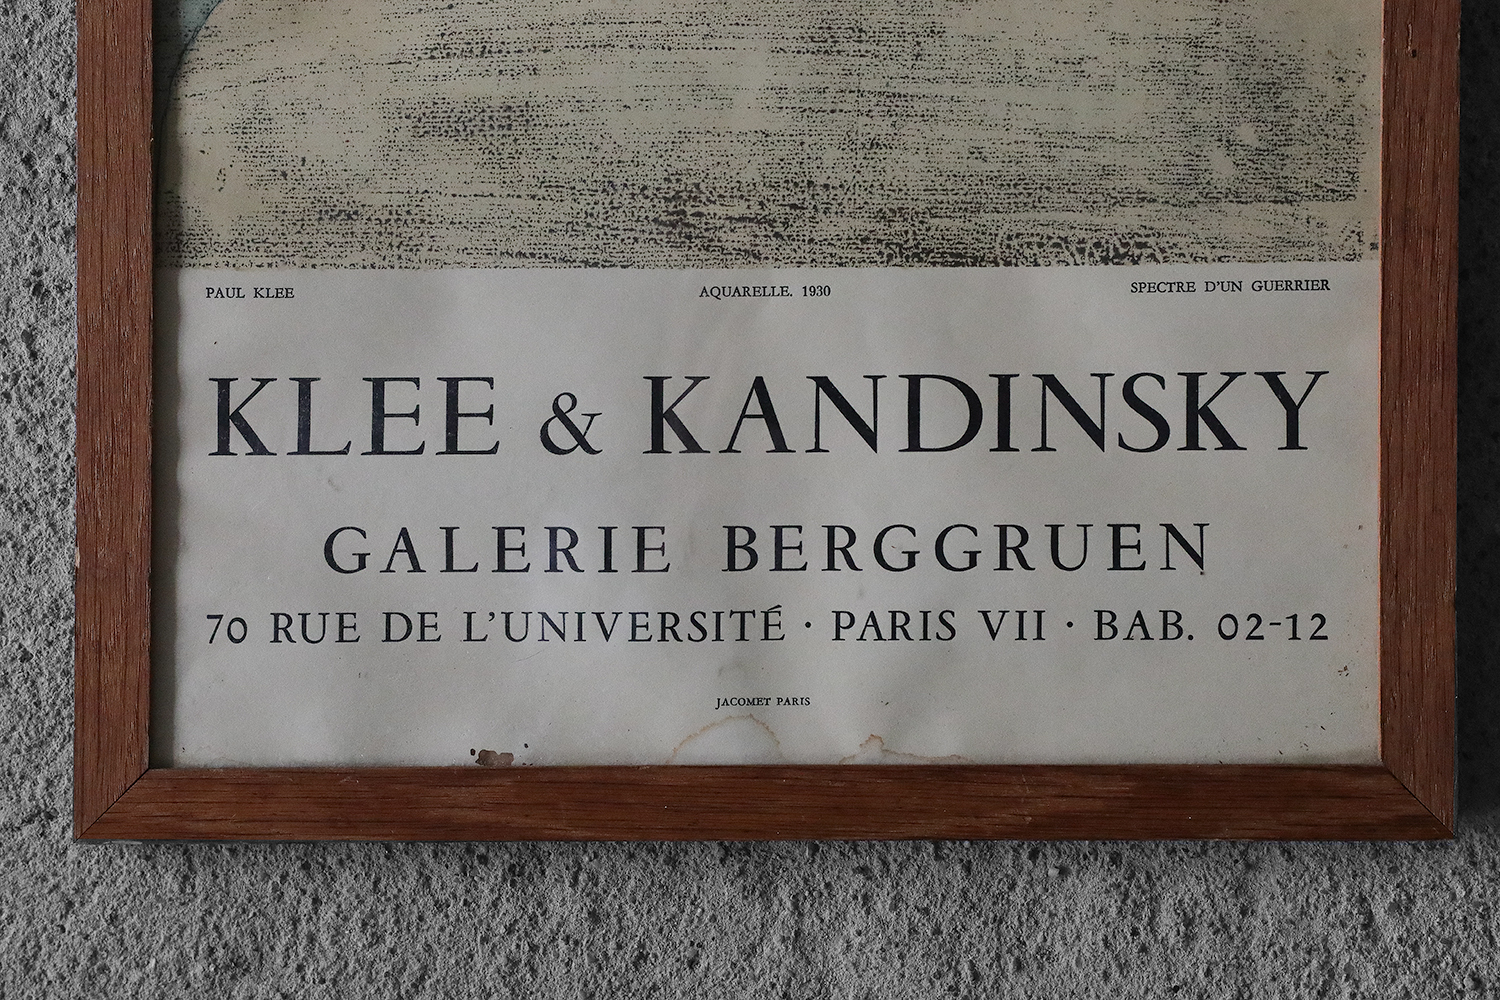 PAUL KLEE AQUARELLE. 1930 SPECTRE D'UN GUERRIER
KLEE & KANDINSKY
GALERIE BERGGRUEN
70 RUE DE L'UNIVERSITÉ · PARIS VII · BAB. 02-12
JACOMET PARIS